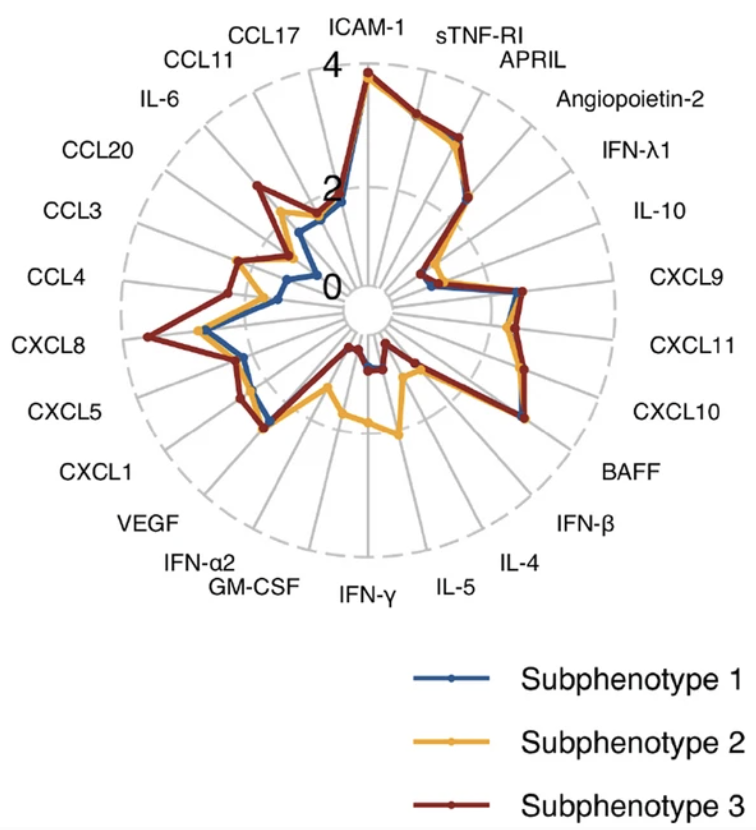 ICAM-1
CCL17
sTNF-RI
CCL11
4
APRIL
IL-6
Angiopoietin-2
CCL20
IFN-λ1
2
CCL3
IL-10
CCL4
0
CXCL9
CXCL8
CXCL11
CXCL5
CXCL10
CXCL1
BAFF
VEGF
IFN-β
IFN-α2
IL-4
GM-CSF
IFN-γ
IL-5
Subphenotype 1
Subphenotype 2
Subphenotype 3